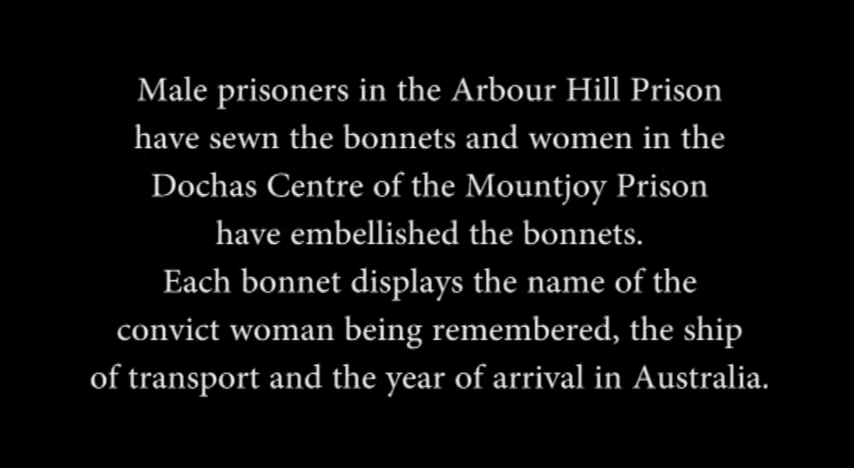 Male prisoners in the Arbour Hill Prison
have sewn the bonnets and women in the
Dochas Centre of the Mountjoy Prison
have embellished the bonnets.
Each bonnet displays the name of the
convict woman being remembered, the ship
of transport and the year of arrival in Australia.